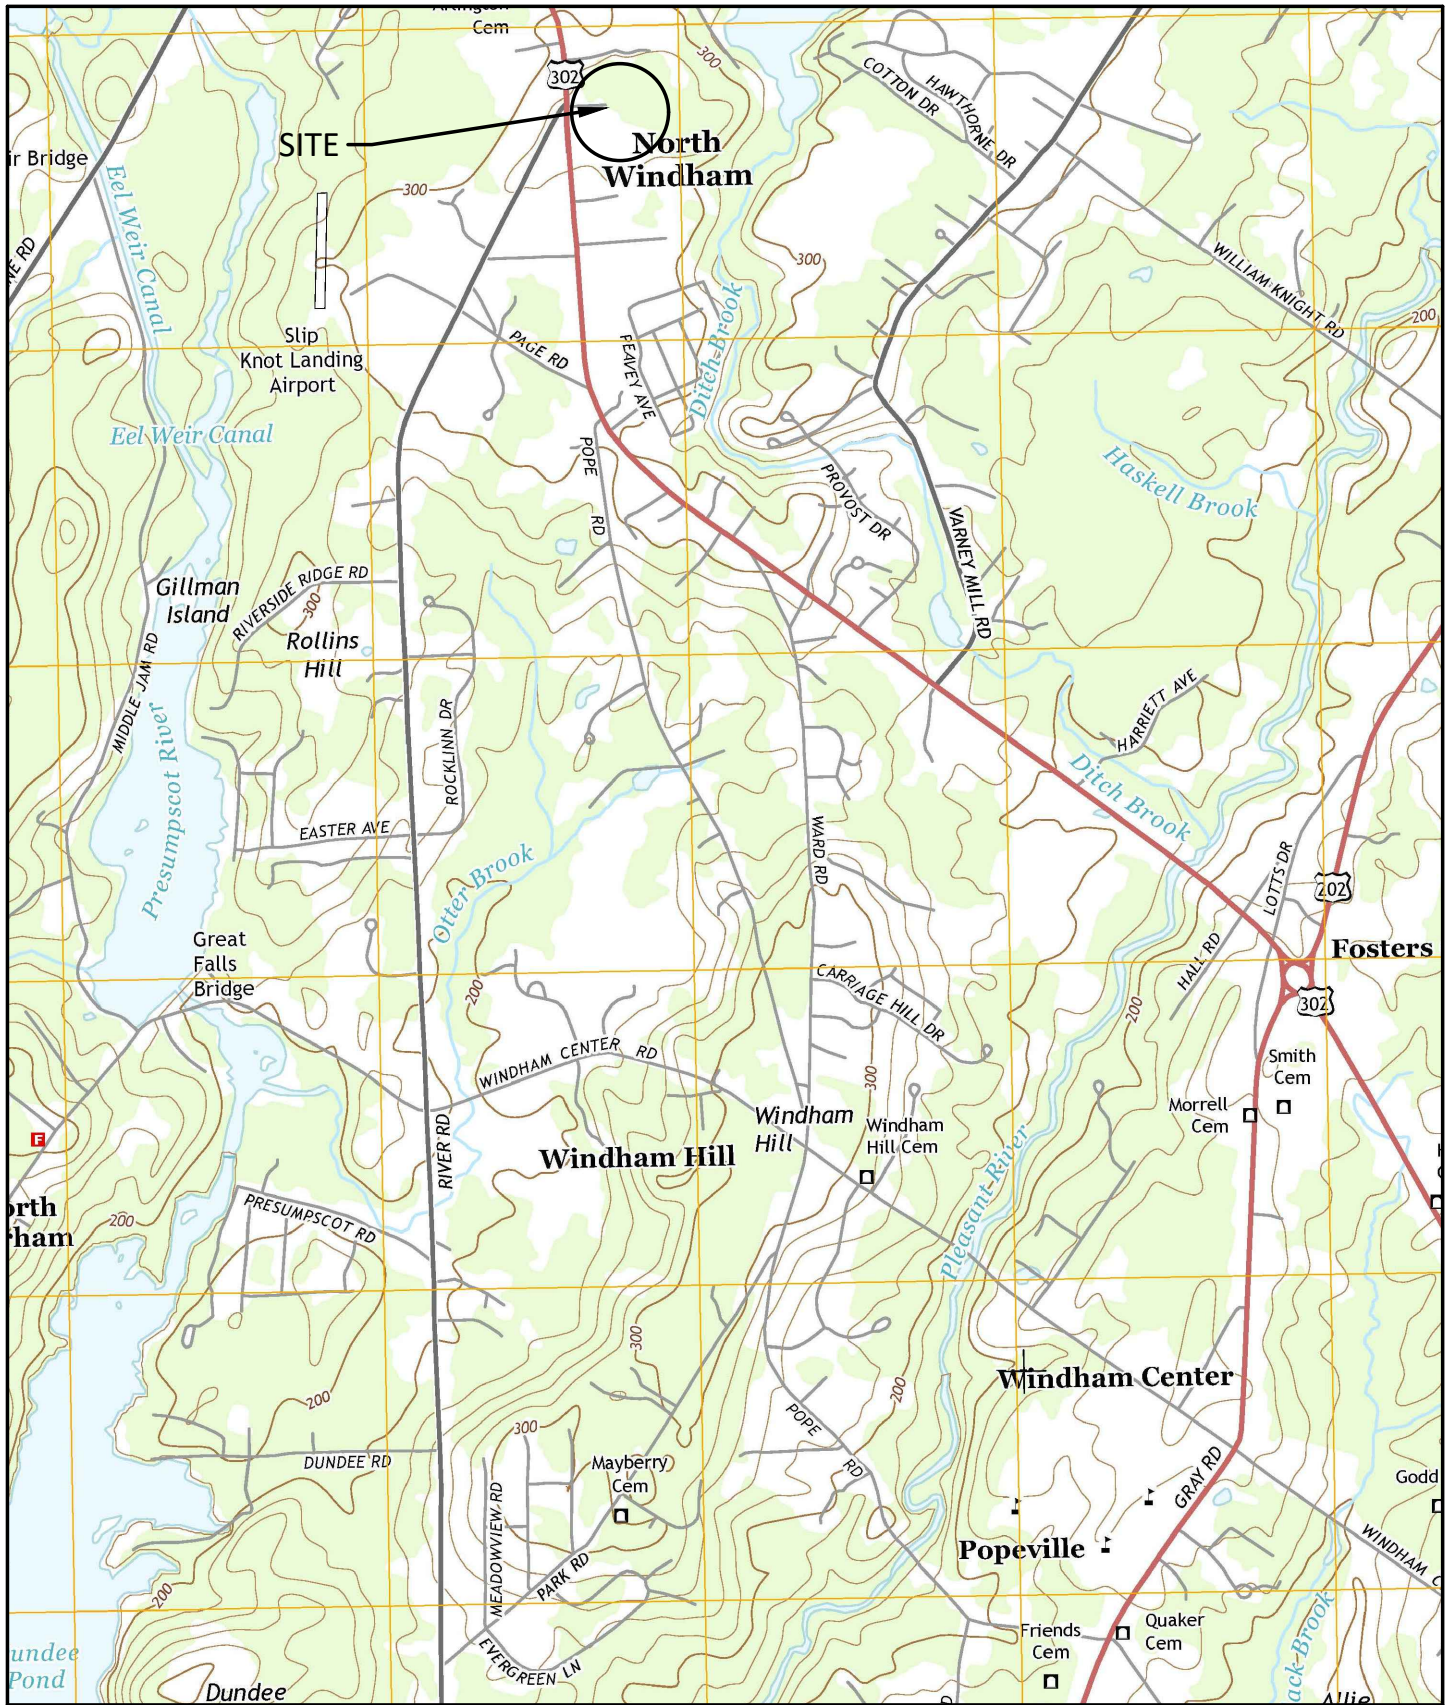 Cem
302
300
COTTON DR
HAWTHORNE DR
SITE
North
Windham
ir Bridge
Eel Weir Canal
300
NE RD
300
WILLIAM KNIGHT RD
200
Slip
Knot Landing
Airport
PAGE RD
PEAVEY AVE
Ditch Brook
Eel Weir Canal
POPE
RD
PROVOST DR
Haskell Brook
VARNEY MILL RD
Gillman
Island
RIVERSIDE RIDGE RD
300
Rollins
Hill
MIDDLE JAM RD
Presumpscot River
ROCKLINN DR
HARRIETT AVE
Ditch Brook
EASTER AVE
WARD RD
Otter Brook
LOTTS DR
202
HALL RD
Fosters
Great
Falls
Bridge
200
CARRIAGE HILL DR
200
302
WINDHAM CENTER RD
300
Smith
Cem
Morrell
Cem
Windham
Hill
Windham
Hill Cem
F
RIVER RD
Windham Hill
Pleasant River
orth
rham
200
PRESUMPSCOT RD
300
Windham Center
200
200
POPE
RD
300
DUNDEE RD
Mayberry
Cem
GRAY RD
Godd
MEADOWVIEW RD
Popeville
WINDHAM C
PARK RD
200
EVERGREEN LN
Friends
Cem
Quaker
Cem
ack Brook
undee
Pond
Dundee
Allie